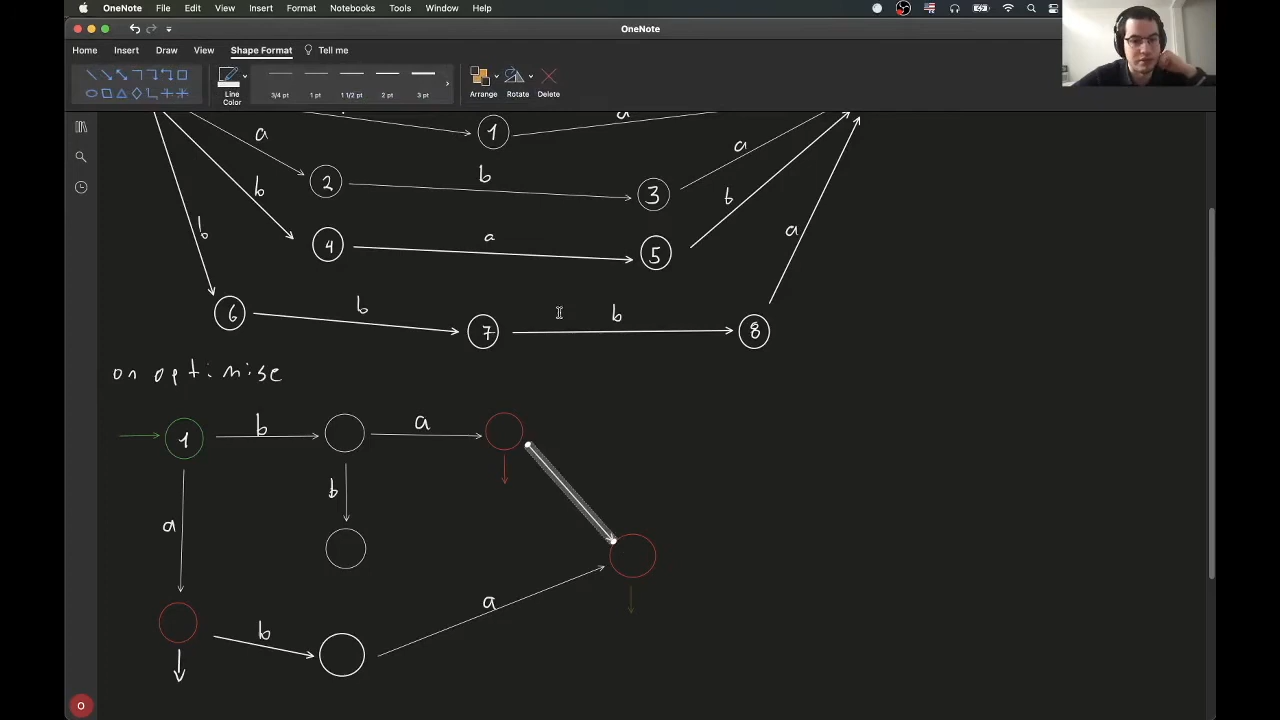 OneNote File Edit View Insert Format Notebooks Tools Window Help
OneNote
Home Insert Draw View Shape Format Tell me
3/4 pt 1 pt 1 1/2 pt 2 pt 3 pt
Line Color Arrange Rotate Delete
1 a
a 2 b 3 a
b 4 a 5 b
b 6 b 7 b 8 a
on optimise
1 b a
b
a
b a
O